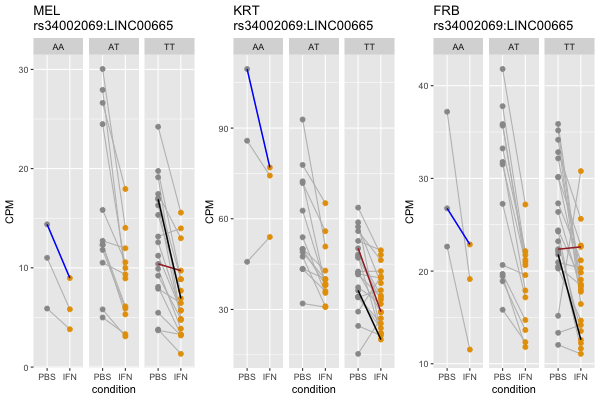 MEL
rs34002069:LINC00665
AA AT TT
CPM
30
20
10
0
PBS IFN PBS IFN PBS IFN
condition
KRT
rs34002069:LINC00665
AA AT TT
CPM
90
60
30
PBS IFN PBS IFN PBS IFN
condition
FRB
rs34002069:LINC00665
AA AT TT
CPM
40
30
20
10
PBS IFN PBS IFN PBS IFN
condition